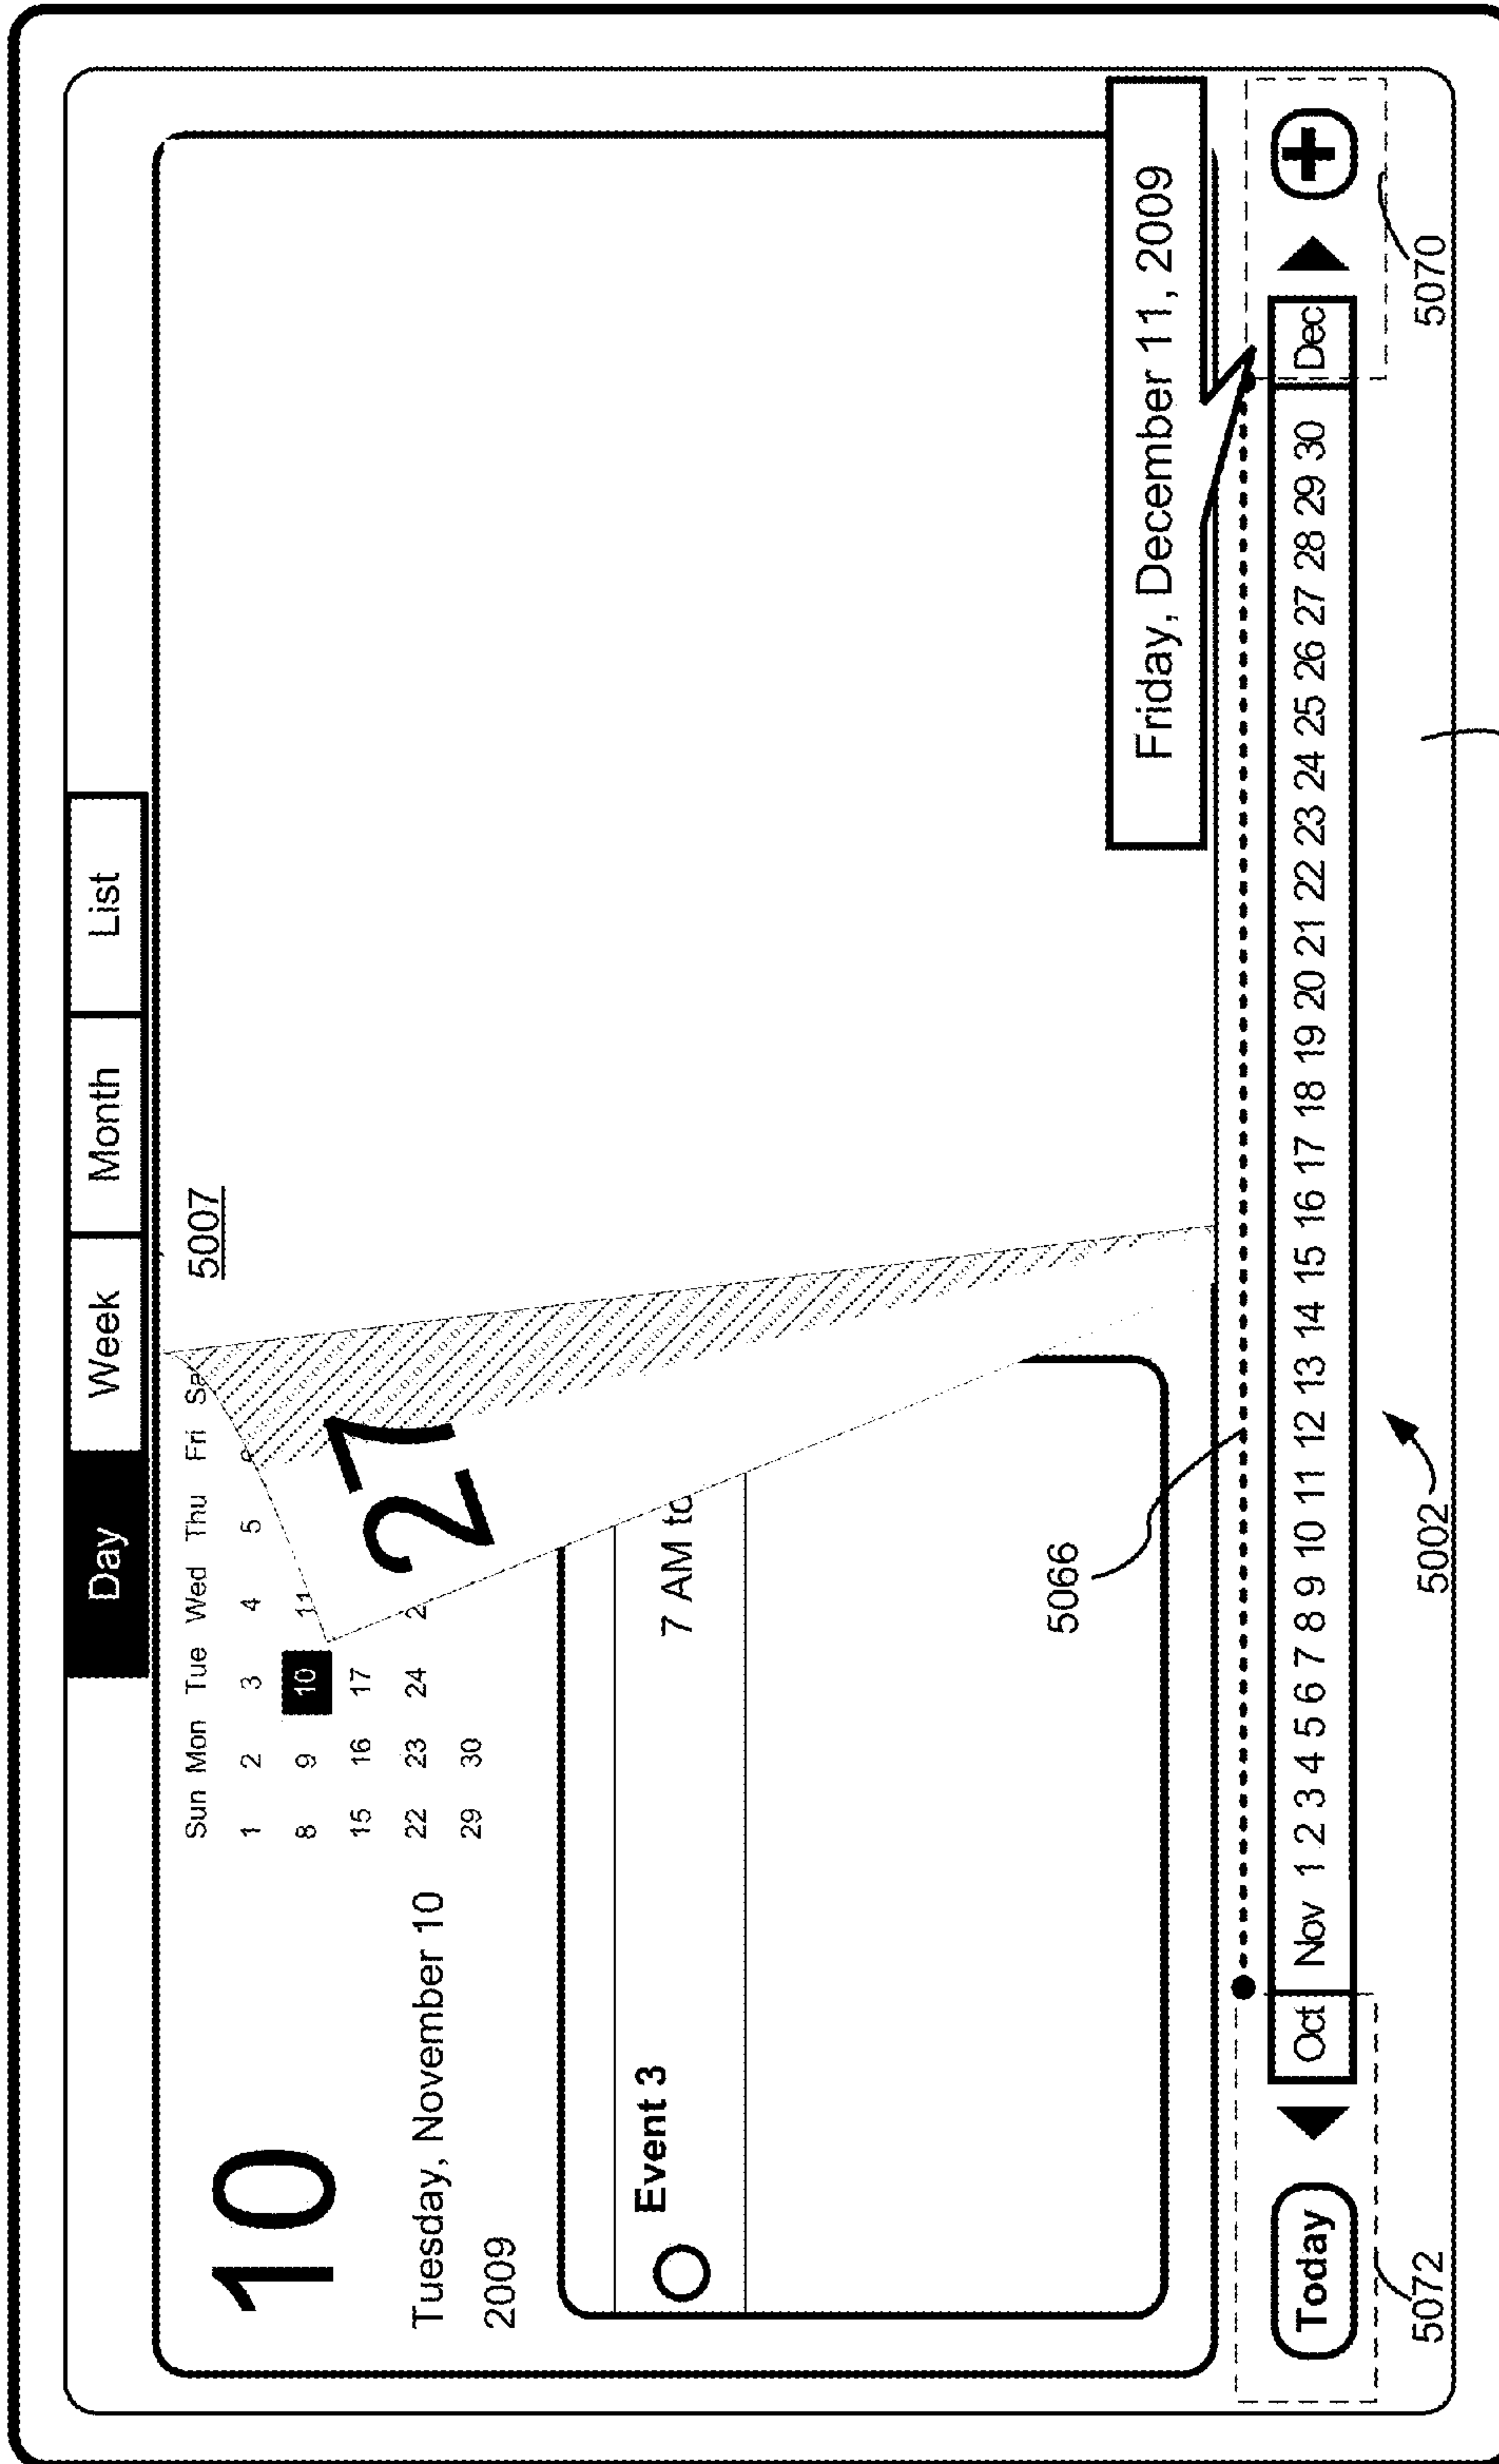 Day Week Month List
5007
10
Tuesday, November 10
2009
Sun Mon Tue Wed Thu Fri
1 2 3 4 5
8 9 10 11
15 16 17
22 23 24
29 30
27
Event 3
7 AM to
5066
Friday, December 11, 2009
Today Oct Nov 1 2 3 4 5 6 7 8 9 10 11 12 13 14 15 16 17 18 19 20 21 22 23 24 25 26 27 28 29 30 Dec +
5072 5002 5070